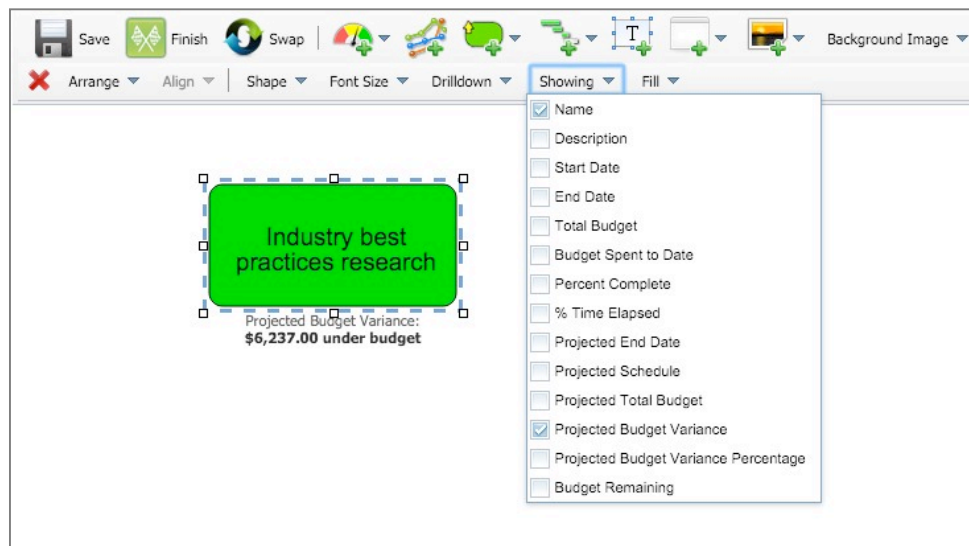 Save Finish Swap Background Image
Arrange Align Shape Font Size Drilldown Showing Fill
Name
Description
Start Date
End Date
Total Budget
Budget Spent to Date
Percent Complete
% Time Elapsed
Projected End Date
Projected Schedule
Projected Total Budget
Projected Budget Variance
Projected Budget Variance Percentage
Budget Remaining
Industry best
practices research
Projected Budget Variance:
$6,237.00 under budget
T